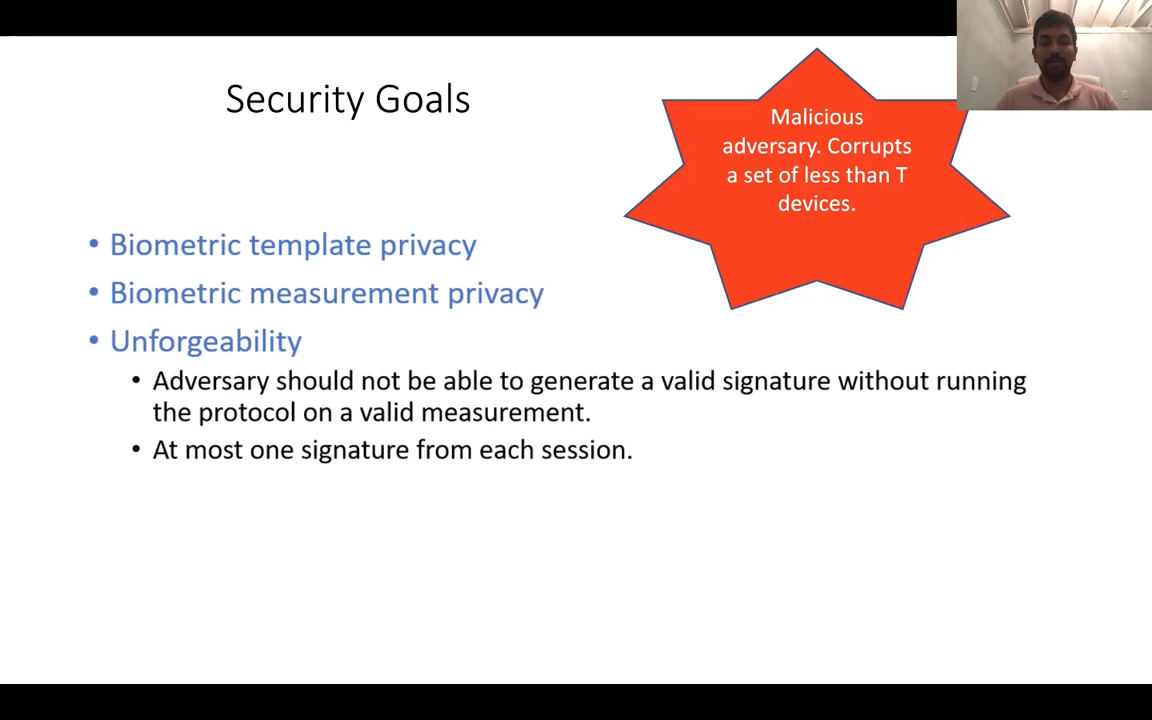 Security Goals
Malicious
adversary. Corrupts
a set of less than T
devices.
• Biometric template privacy
• Biometric measurement privacy
• Unforgeability
• Adversary should not be able to generate a valid signature without running
the protocol on a valid measurement.
• At most one signature from each session.